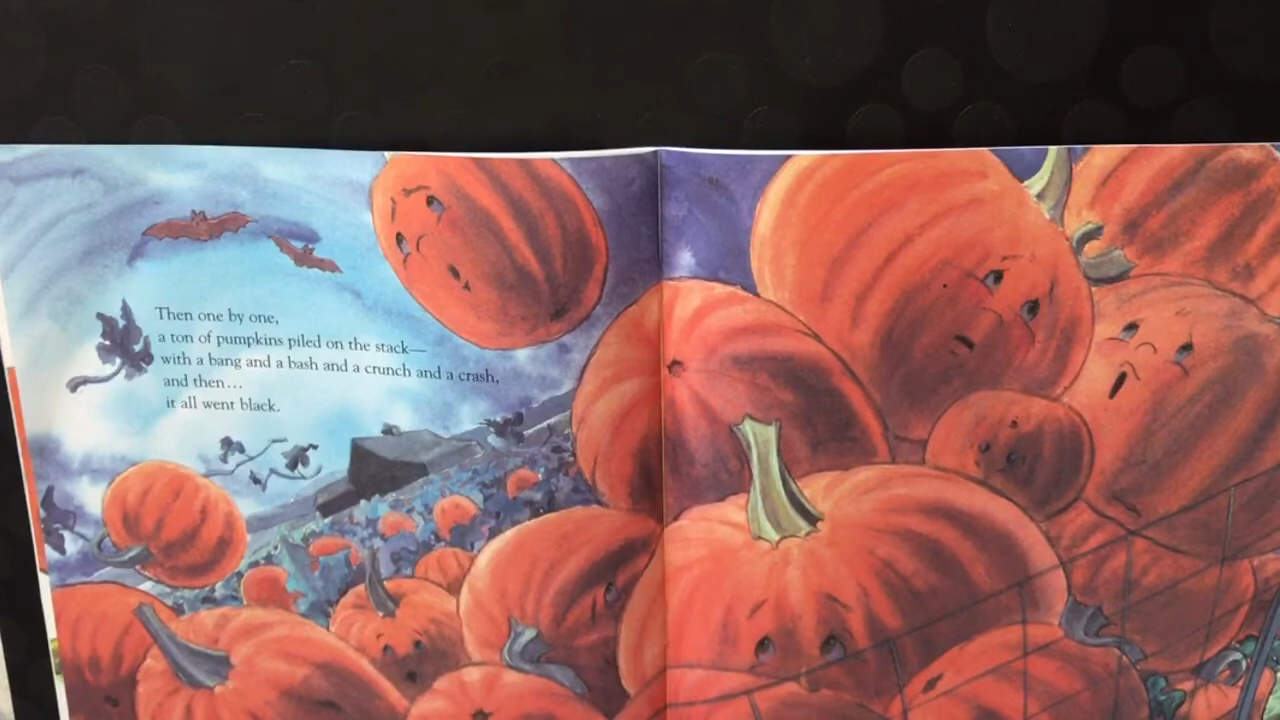 Then one by one,
a ton of pumpkins piled on the stack—
with a bang and a bash and a crunch and a crash,
and then…
it all went black.